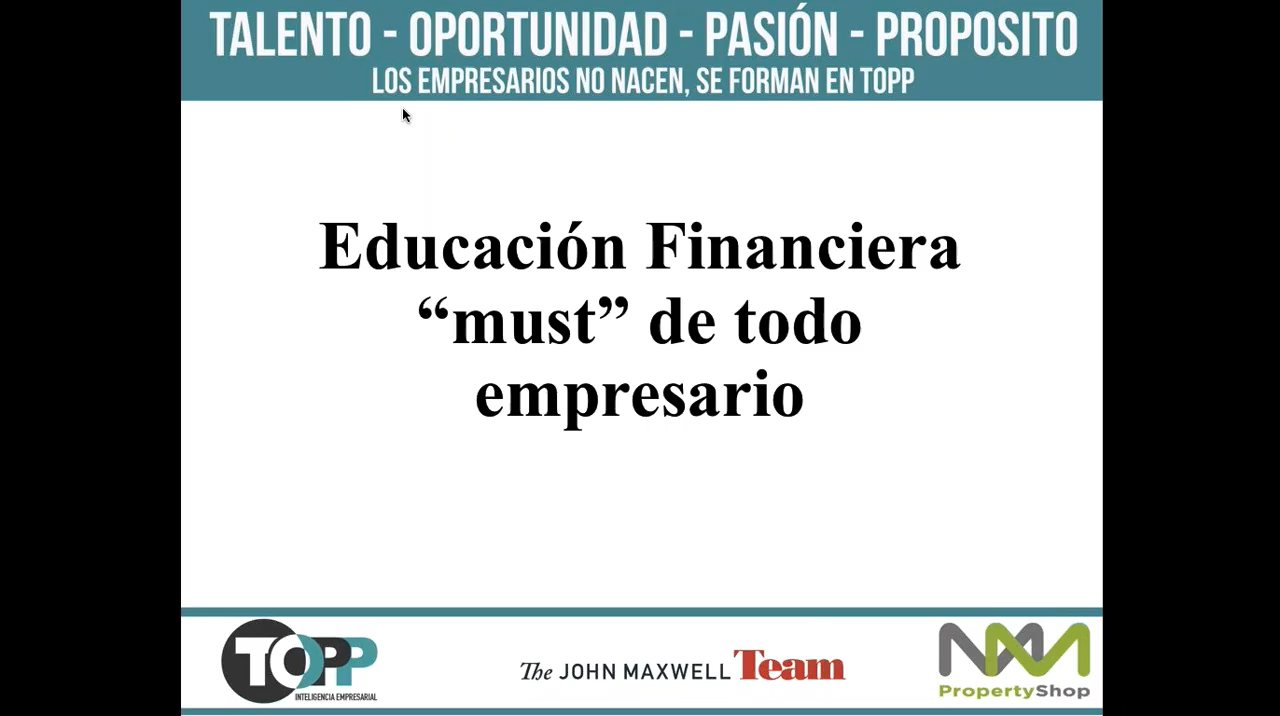 TALENTO - OPORTUNIDAD - PASIÓN - PROPOSITO
LOS EMPRESARIOS NO NACEN, SE FORMAN EN TOPP
Educación Financiera
“must” de todo
empresario
TOPP
INTELIGENCIA EMPRESARIAL
The JOHN MAXWELL Team
PropertyShop